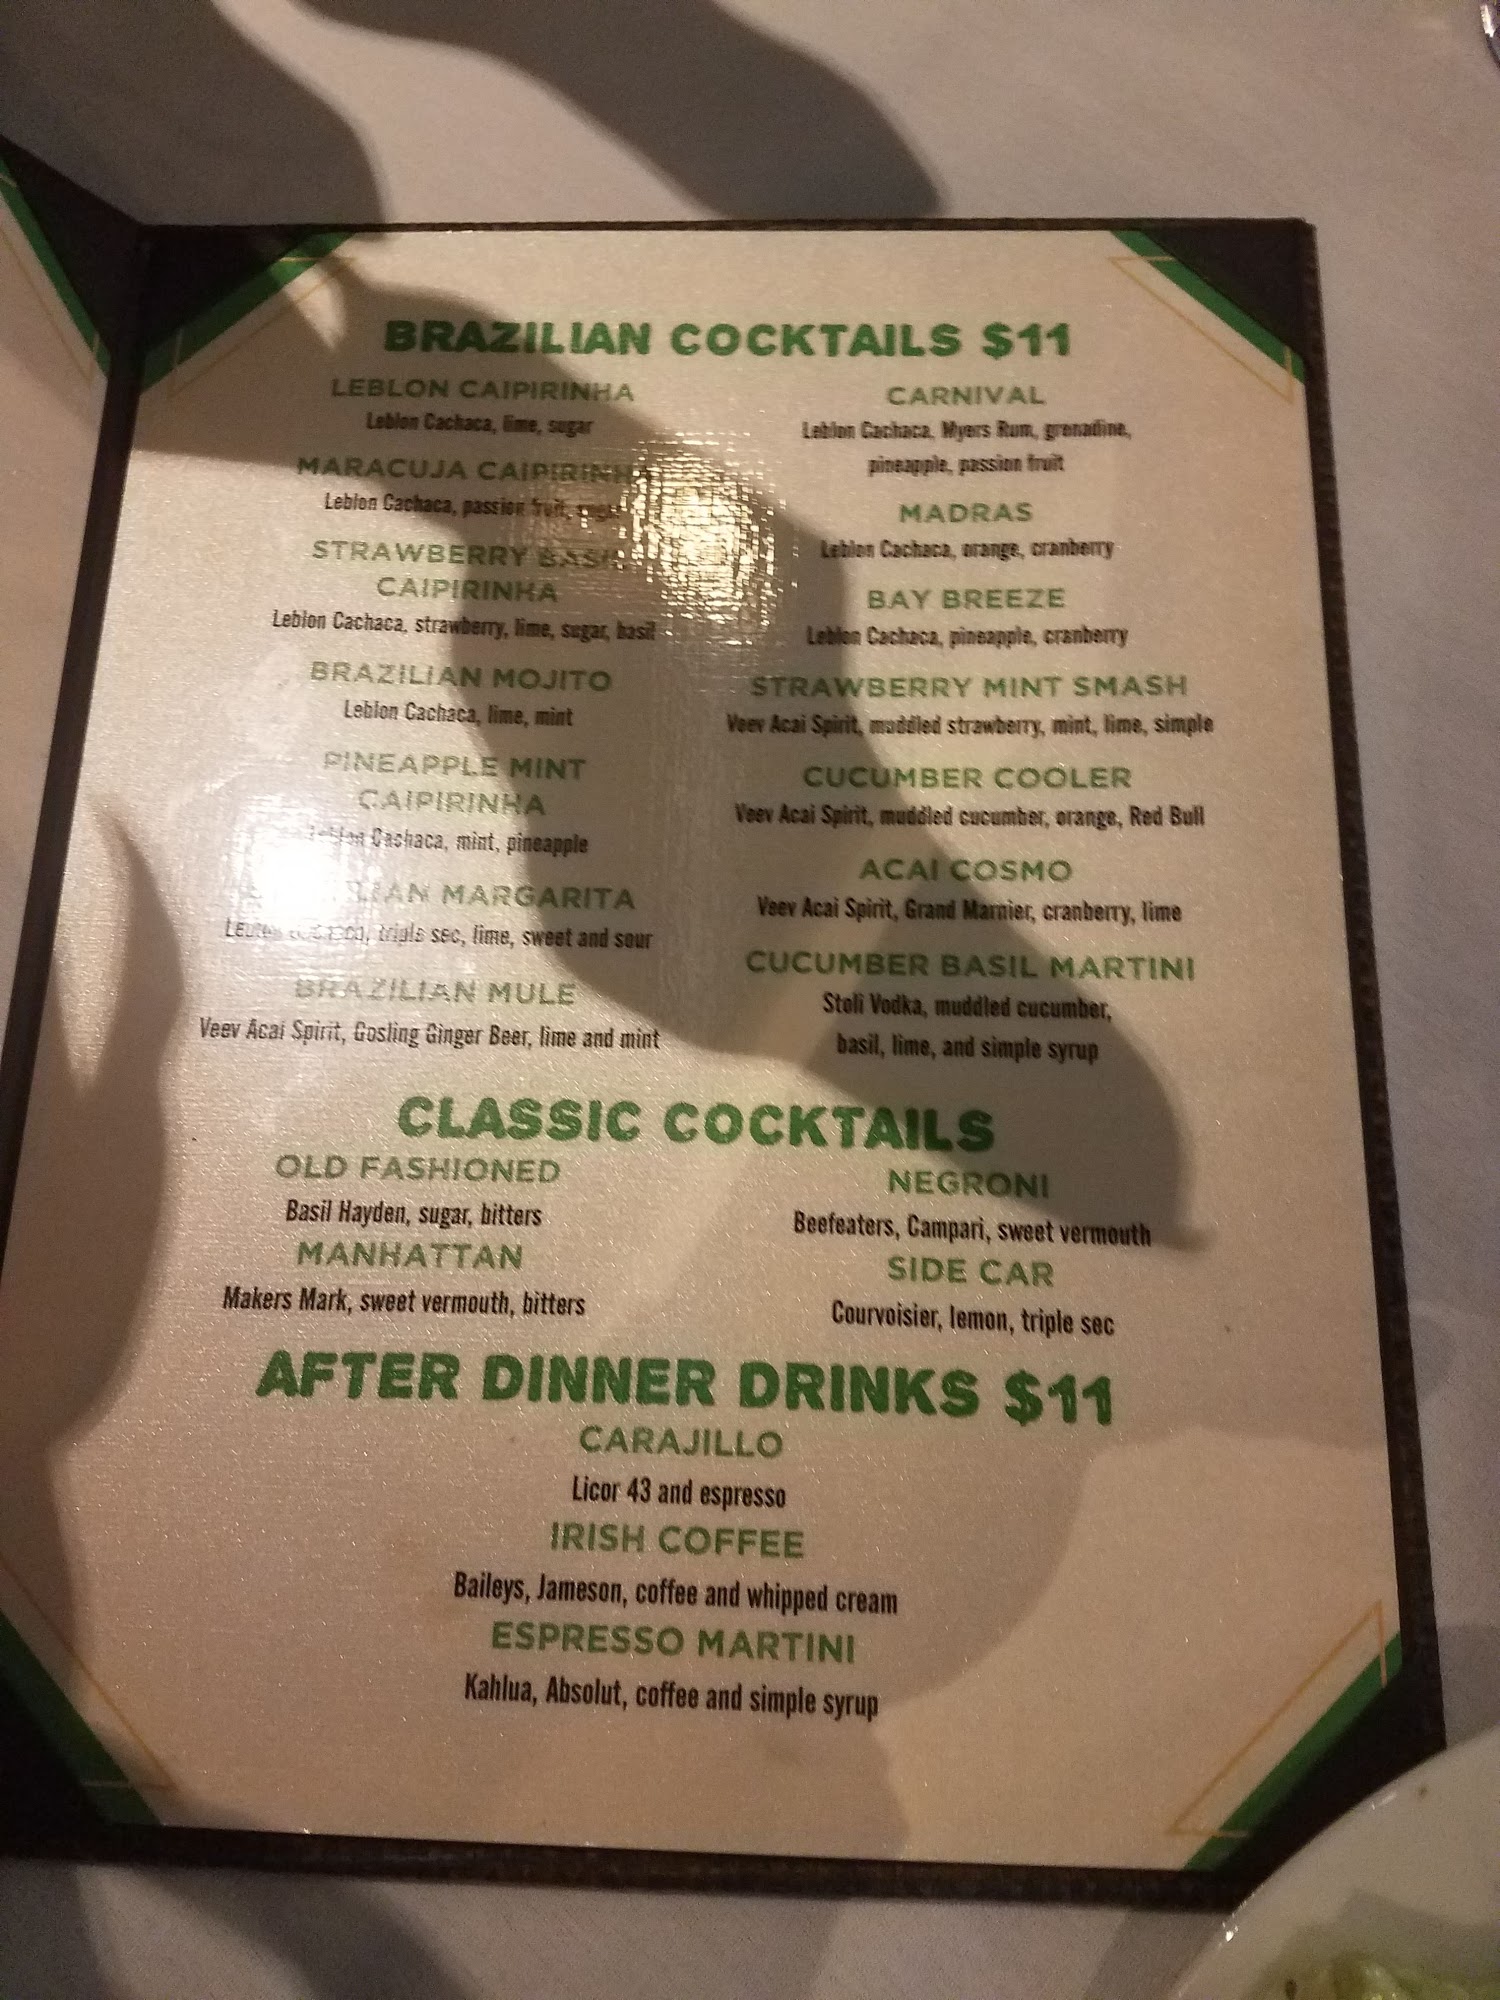 BRAZILIAN COCKTAILS $11
LEBLON CAIPIRINHA
Leblon Cachaca, lime, sugar
MARACUJA CAIPIRINHA
Leblon Cachaca, passion fruit,
STRAWBERRY BASIL
CAIPIRINHA
Leblon Cachaca, strawberry, lime, sugar, basil
BRAZILIAN MOJITO
Leblon Cachaca, lime, mint
PINEAPPLE MINT
CAIPIRINHA
Leblon Cachaca, mint, pineapple
MARGARITA
triple sec, lime, sweet and sour
BRAZILIAN MULE
Veev Acai Spirit, Gosling Ginger Beer, lime and mint
CARNIVAL
Leblon Cachaca, Myers Rum, grenadine,
pineapple, passion fruit
MADRAS
Leblon Cachaca, orange, cranberry
BAY BREEZE
Leblon Cachaca, pineapple, cranberry
STRAWBERRY MINT SMASH
Veev Acai Spirit, muddled strawberry, mint, lime, simple
CUCUMBER COOLER
Veev Acai Spirit, muddled cucumber, orange, Red Bull
ACAI COSMO
Veev Acai Spirit, Grand Marnier, cranberry, lime
CUCUMBER BASIL MARTINI
Stoli Vodka, muddled cucumber,
basil, lime, and simple syrup
CLASSIC COCKTAILS
OLD FASHIONED
Basil Hayden, sugar, bitters
MANHATTAN
Makers Mark, sweet vermouth, bitters
NEGRONI
Beefeaters, Campari, sweet vermouth
SIDE CAR
Courvoisier, lemon, triple sec
AFTER DINNER DRINKS $11
CARAJILLO
Licor 43 and espresso
IRISH COFFEE
Baileys, Jameson, coffee and whipped cream
ESPRESSO MARTINI
Kahlua, Absolut, coffee and simple syrup